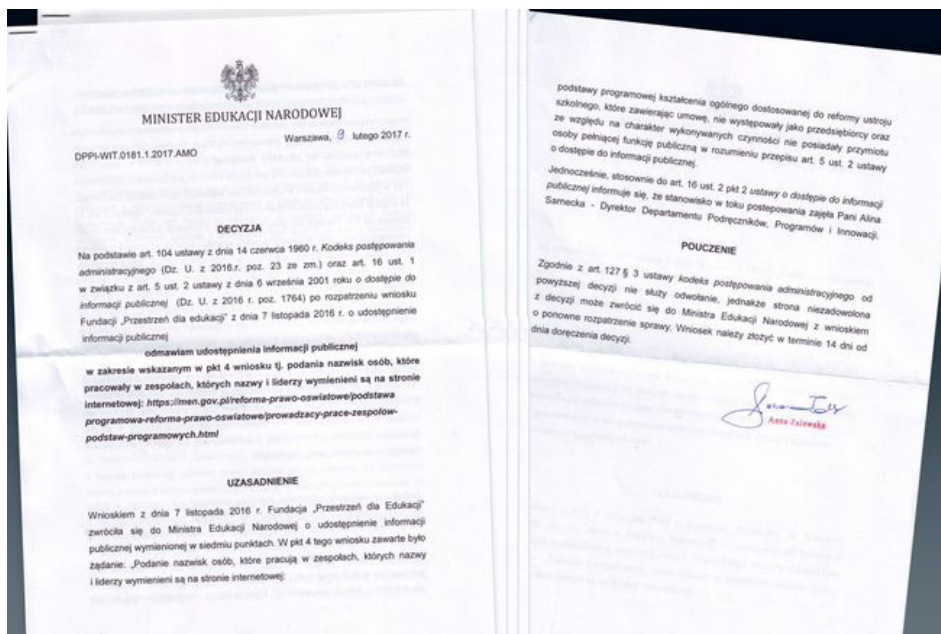 MINISTER EDUKACJI NARODOWEJ
Warszawa, 9 lutego 2017 r.
DPPI-WIT.0181.1.2017.AMO
DECYZJA
Na podstawie art. 104 ustawy z dnia 14 czerwca 1960 r. Kodeks postępowania
administracyjnego (Dz. U. z 2016.r. poz. 23 ze zm.) oraz art. 16 ust. 1
w związku z art. 5 ust. 2 ustawy z dnia 6 września 2001 roku o dostępie do
informacji publicznej (Dz. U. z 2016 r. poz. 1764) po rozpatrzeniu wniosku
Fundacji „Przestrzeń dla edukacji" z dnia 7 listopada 2016 r. o udostępnienie
informacji publicznej
odmawiam udostępnienia informacji publicznej
w zakresie wskazanym w pkt 4 wniosku tj. podania nazwisk osób, które
pracowały w zespołach, których nazwy i liderzy wymienieni są na stronie
internetowej: https://men.gov.pl/reforma-prawo-oswiatowe/podstawa
programowa-reforma-prawo-oswiatowe/prowadzacy-prace-zespolow-
podstaw-programowych.html
UZASADNIENIE
Wnioskiem z dnia 7 listopada 2016 r. Fundacja „Przestrzeń dla Edukacji"
zwróciła się do Ministra Edukacji Narodowej o udostępnienie informacji
publicznej wymienionej w siedmiu punktach. W pkt 4 tego wniosku zawarte było
żądanie: „Podanie nazwisk osób, które pracują w zespołach, których nazwy
i liderzy wymienieni są na stronie internetowej:
podstawy programowej kształcenia ogólnego dostosowanej do reformy ustroju
szkolnego, które zawierając umowę, nie występowały jako przedsiębiorcy oraz
ze względu na charakter wykonywanych czynności nie posiadały przymiotu
osoby pełniącej funkcję publiczną w rozumieniu przepisu art. 5 ust. 2 ustawy
o dostępie do informacji publicznej.
Jednocześnie, stosownie do art. 16 ust. 2 pkt 2 ustawy o dostępie do informacji
publicznej informuje się, że stanowisko w toku postępowania zajęła Pani Alina
Sarnecka - Dyrektor Departamentu Podręczników, Programów i Innowacji.
POUCZENIE
Zgodnie z art. 127 § 3 ustawy kodeks postępowania administracyjnego od
powyższej decyzji nie służy odwołanie, jednakże strona niezadowolona
z decyzji może zwrócić się do Ministra Edukacji Narodowej z wnioskiem
o ponowne rozpatrzenie sprawy. Wniosek należy złożyć w terminie 14 dni od
dnia doręczenia decyzji.
Anna Zalewska